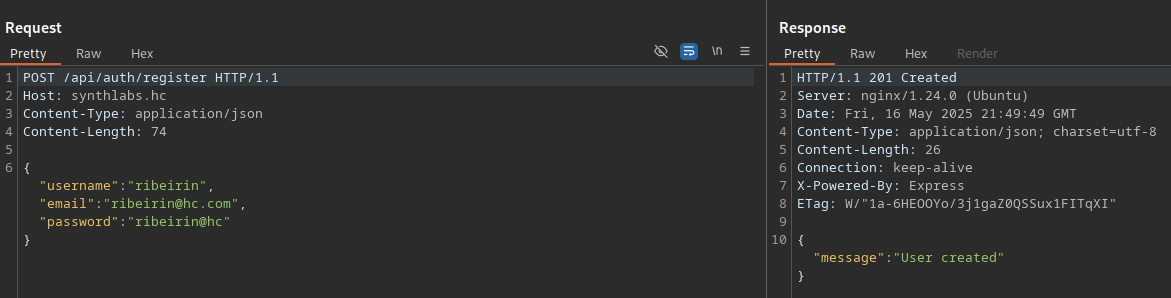 Request
Pretty Raw Hex
\n
1 POST /api/auth/register HTTP/1.1
2 Host: synthlabs.hc
3 Content-Type: application/json
4 Content-Length: 74
5
6 {
"username":"ribeirin",
"email":"ribeirin@hc.com",
"password":"ribeirin@hc"
}
Response
Pretty Raw Hex Render
1 HTTP/1.1 201 Created
2 Server: nginx/1.24.0 (Ubuntu)
3 Date: Fri, 16 May 2025 21:49:49 GMT
4 Content-Type: application/json; charset=utf-8
5 Content-Length: 26
6 Connection: keep-alive
7 X-Powered-By: Express
8 ETag: W/"1a-6HEOOYo/3j1gaZ0QSSux1FITqXI"
9
10 {
"message":"User created"
}